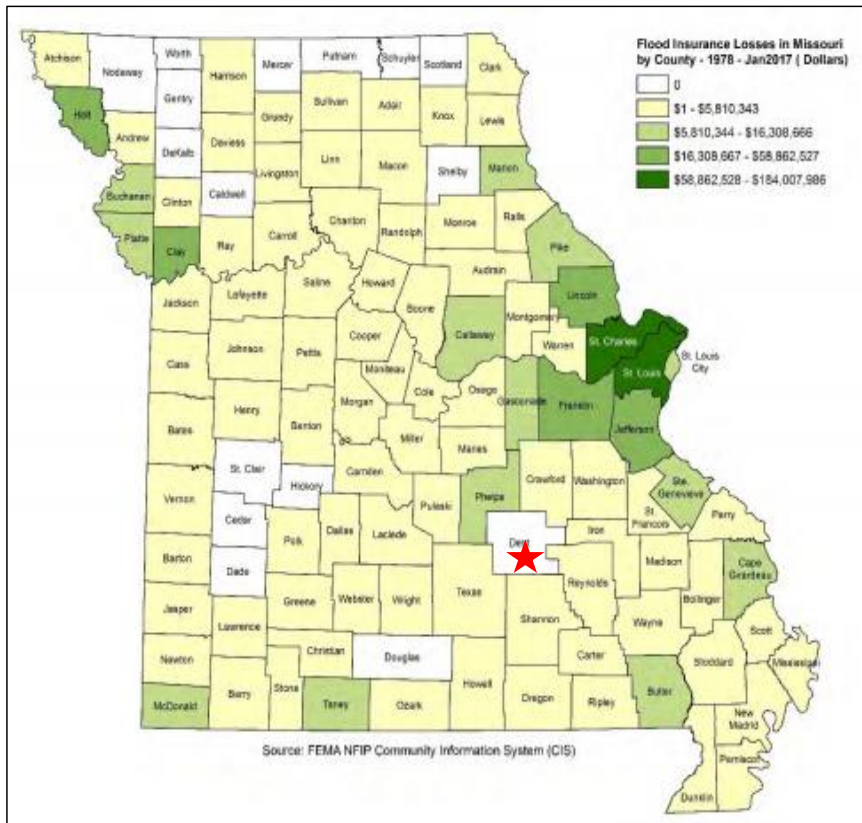 Flood Insurance Losses in Missouri
by County - 1978 - Jan2017 ( Dollars)
0
$1 - $5,810,343
$5,810,344 - $16,308,666
$16,308,667 - $58,862,527
$58,862,528 - $184,007,986
Atchison
Nodaway
Worth
Harrison
Mercer
Putnam
Schuyler
Scotland
Clark
Gentry
Sullivan
Adair
Knox
Lewis
Holt
Andrew
DeKalb
Daviess
Grundy
Linn
Macon
Shelby
Marion
Buchanan
Clinton
Caldwell
Livingston
Chariton
Randolph
Monroe
Ralls
Platte
Clay
Ray
Carroll
Pike
Audrain
Jackson
Lafayette
Saline
Howard
Boone
Callaway
Montgomery
Lincoln
Warren
St. Charles
St. Louis
St. Louis
City
Cass
Johnson
Pettis
Cooper
Moniteau
Cole
Osage
Gasconade
Franklin
Jefferson
Bates
Henry
Benton
Morgan
Miller
Maries
St. Clair
Hickory
Camden
Pulaski
Phelps
Crawford
Washington
Ste.
Genevieve
St.
Francois
Perry
Vernon
Cedar
Polk
Dallas
Laclede
Dent
Iron
Madison
Cape
Girardeau
Barton
Dade
Reynolds
Bollinger
Jasper
Greene
Webster
Wright
Texas
Shannon
Wayne
Scott
Lawrence
Newton
Christian
Douglas
Carter
Stoddard
Mississippi
McDonald
Barry
Stone
Taney
Ozark
Howell
Oregon
Ripley
Butler
New
Madrid
Pemiscot
Dunklin
Source: FEMA NFIP Community Information System (CIS)